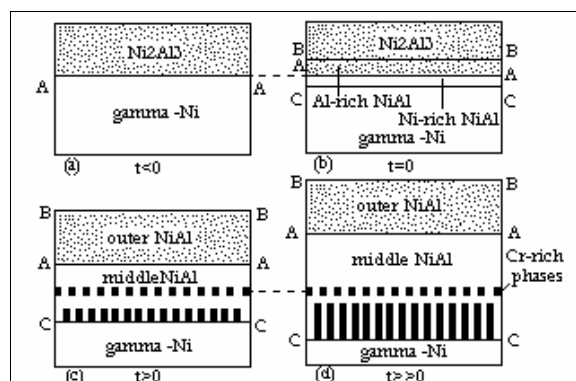 Ni2Al3
A A
gamma -Ni
(a) t<0
B Ni2Al3 B
A A
C C
Al-rich NiAl
Ni-rich NiAl
gamma -Ni
(b) t=0
B B
outer NiAl
A A
middleNiAl
C C
gamma -Ni
(c) t>0
B B
outer NiAl
A A
middle NiAl
Cr-rich
phases
C C
gamma -Ni
(d) t>>0